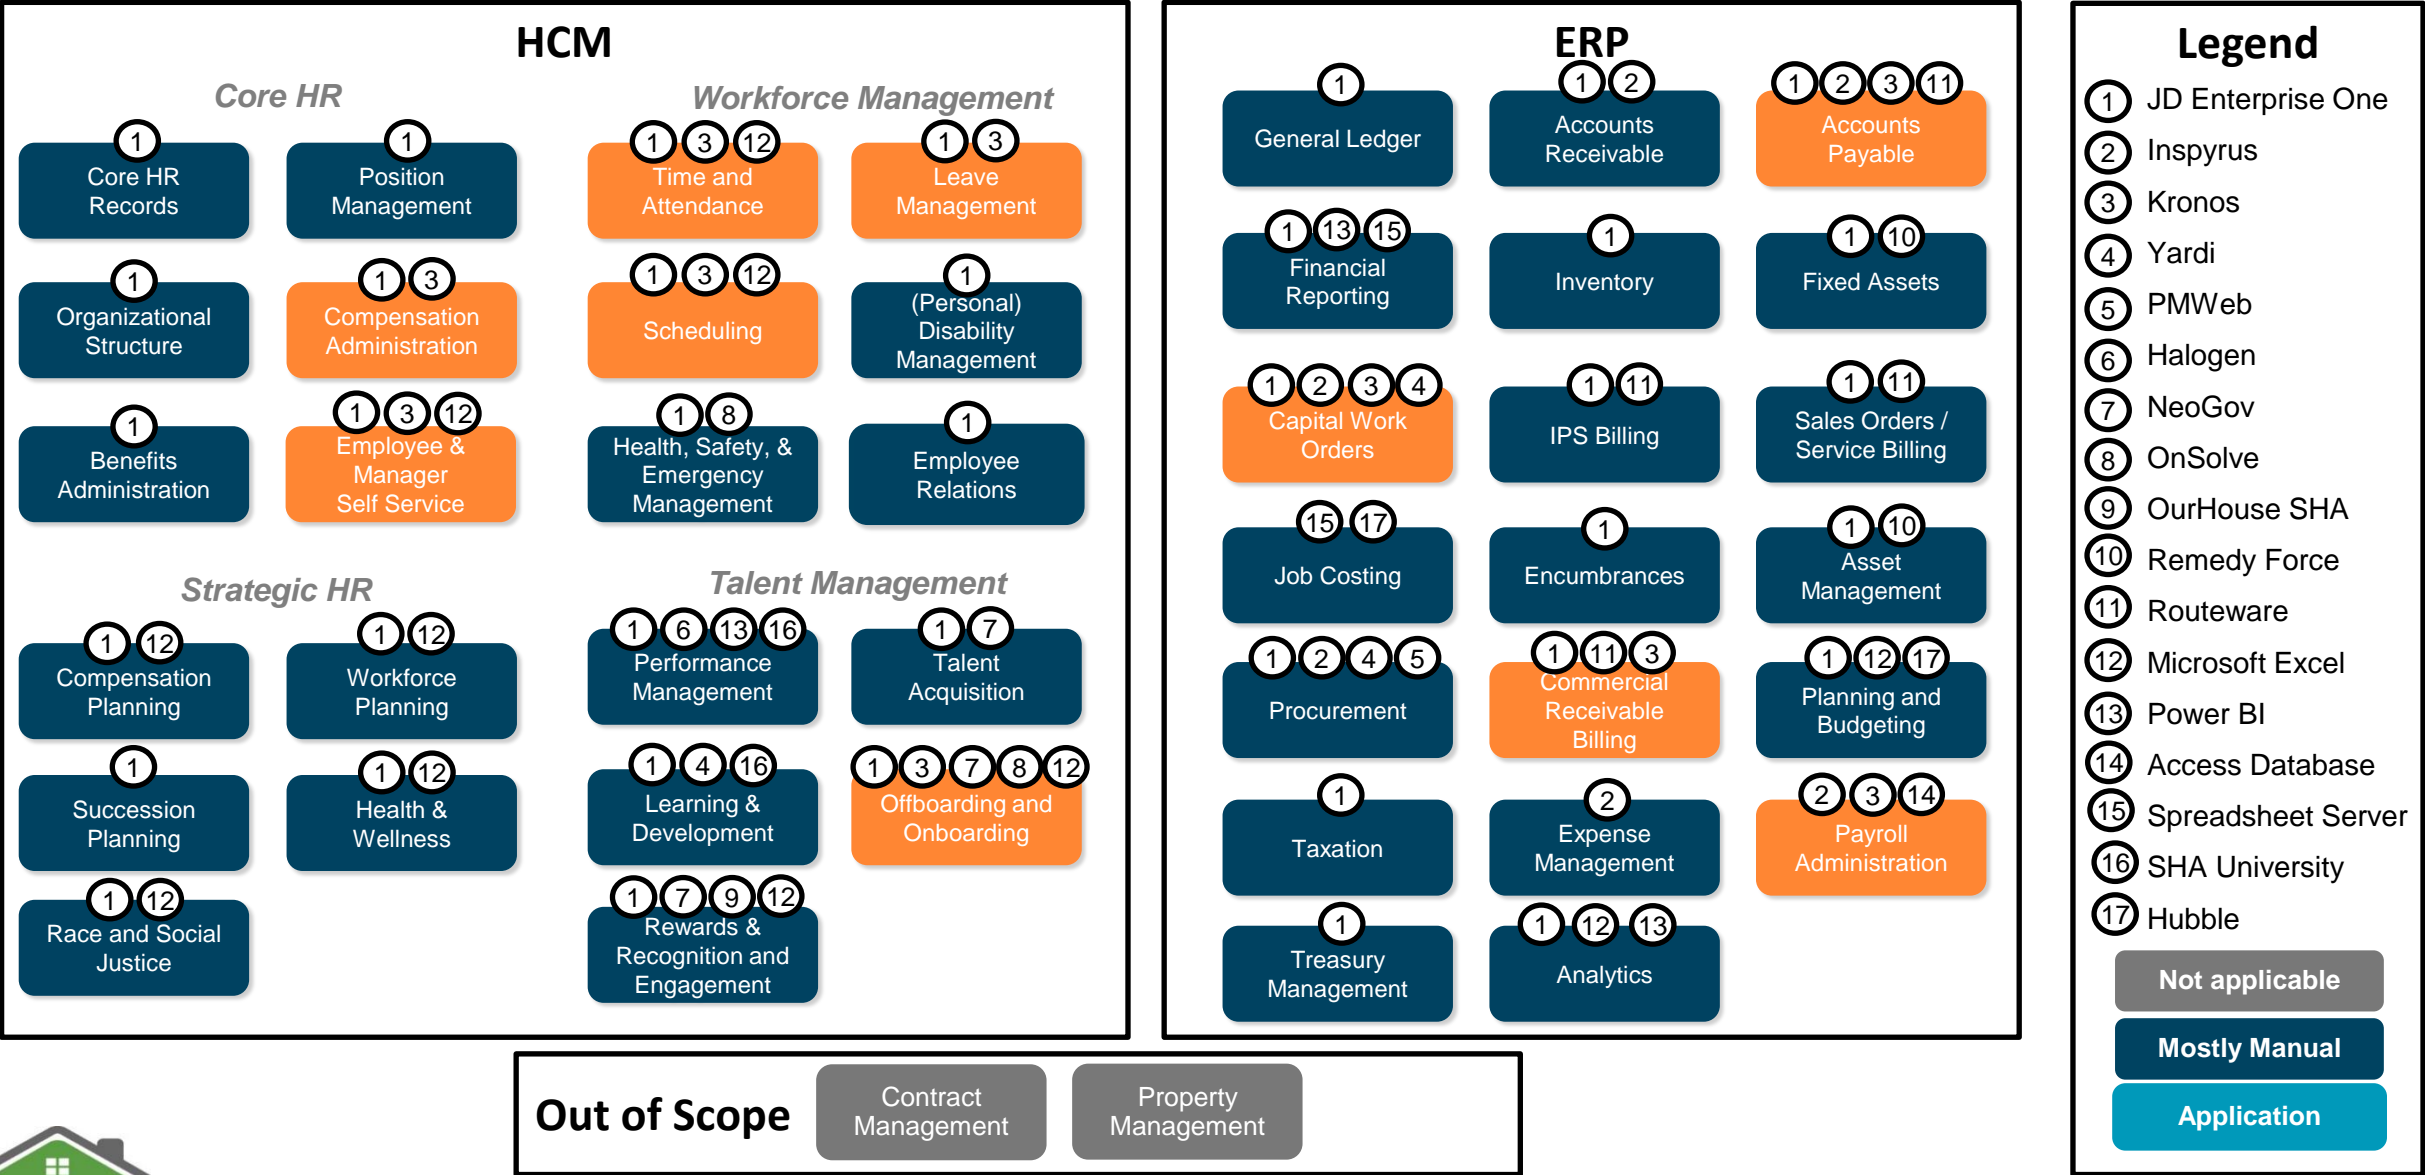 HCM
Core HR
1
Core HR
Records
1
Position
Management
1
Organizational
Structure
1 3
Compensation
Administration
1
Benefits
Administration
1 3 12
Employee &
Manager
Self Service
Workforce Management
1 3 12
Time and
Attendance
1 3
Leave
Management
1 3 12
Scheduling
1
(Personal)
Disability
Management
1 8
Health, Safety, &
Emergency
Management
1
Employee
Relations
Strategic HR
1 12
Compensation
Planning
1 12
Workforce
Planning
1
Succession
Planning
1 12
Health &
Wellness
1 12
Race and Social
Justice
Talent Management
1 6 13 16
Performance
Management
1 7
Talent
Acquisition
1 4 16
Learning &
Development
1 3 7 8 12
Offboarding and
Onboarding
1 7 9 12
Rewards &
Recognition and
Engagement
ERP
1
General Ledger
1 2
Accounts
Receivable
1 2 3 11
Accounts
Payable
1 13 15
Financial
Reporting
1
Inventory
1 10
Fixed Assets
1 2 3 4
Capital Work
Orders
1 11
IPS Billing
1 11
Sales Orders /
Service Billing
15 17
Job Costing
1
Encumbrances
1 10
Asset
Management
1 2 4 5
Procurement
1 11 3
Commercial
Receivable
Billing
1 12 17
Planning and
Budgeting
1
Taxation
2
Expense
Management
2 3 14
Payroll
Administration
1
Treasury
Management
1 12 13
Analytics
Legend
1 JD Enterprise One
2 Inspyrus
3 Kronos
4 Yardi
5 PMWeb
6 Halogen
7 NeoGov
8 OnSolve
9 OurHouse SHA
10 Remedy Force
11 Routeware
12 Microsoft Excel
13 Power BI
14 Access Database
15 Spreadsheet Server
16 SHA University
17 Hubble
Not applicable
Mostly Manual
Application
Out of Scope
Contract
Management
Property
Management